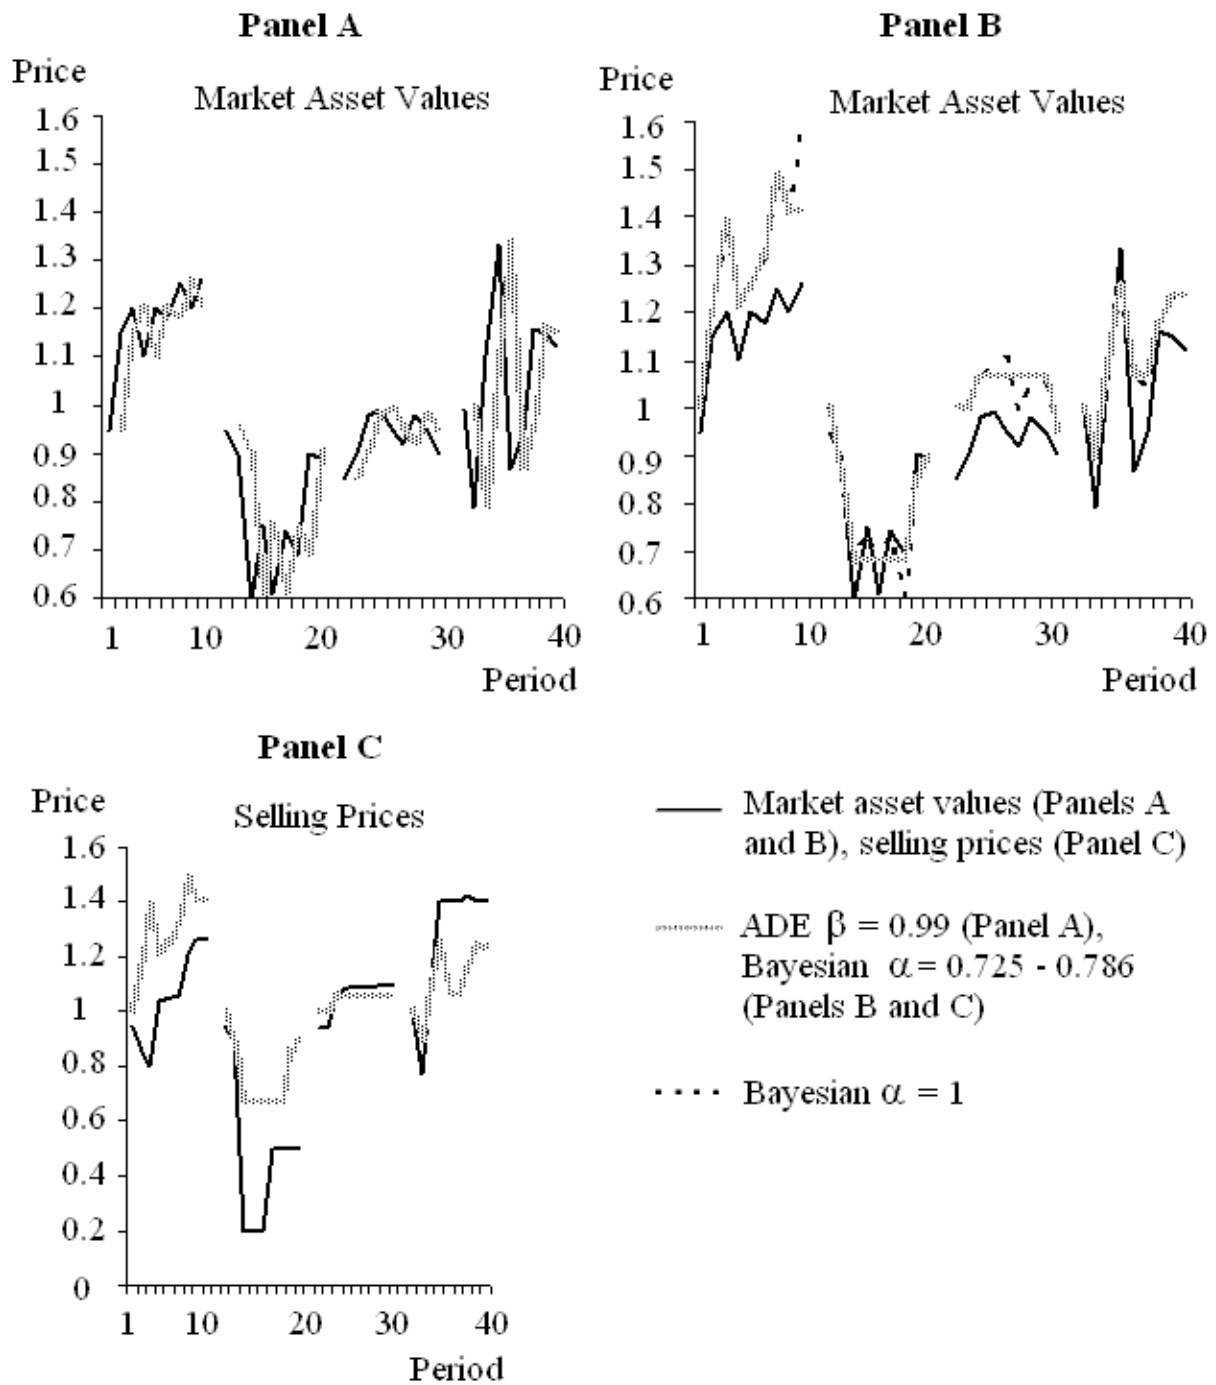 Panel A
Price
Market Asset Values
1.6
1.5
1.4
1.3
1.2
1.1
1
0.9
0.8
0.7
0.6
1 10 20 30 40
Period
Panel B
Price
Market Asset Values
1.6
1.5
1.4
1.3
1.2
1.1
1
0.9
0.8
0.7
0.6
1 10 20 30 40
Period
Panel C
Price
Selling Prices
1.6
1.4
1.2
1
0.8
0.6
0.4
0.2
0
1 10 20 30 40
Period
Market asset values (Panels A
and B), selling prices (Panel C)
ADE β = 0.99 (Panel A),
Bayesian α = 0.725 - 0.786
(Panels B and C)
Bayesian α = 1